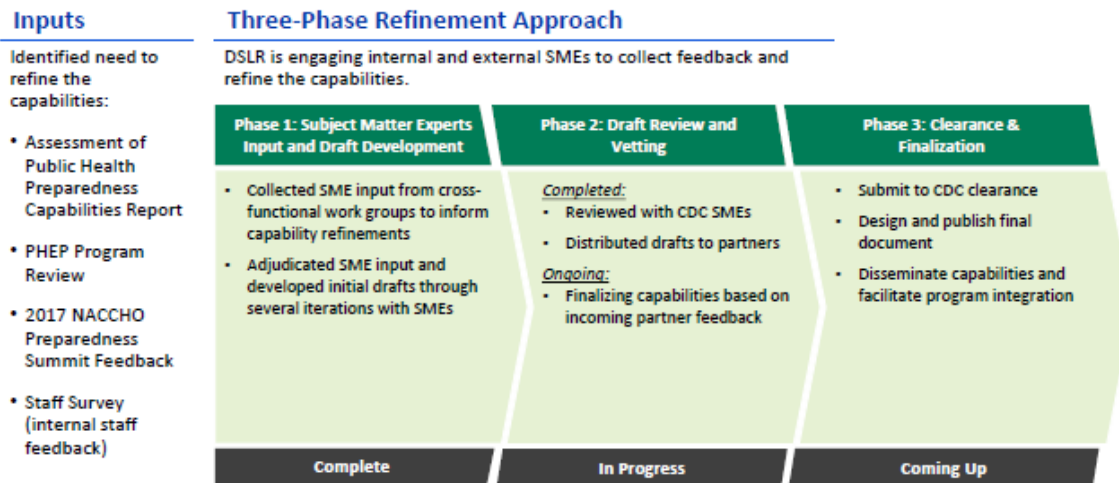 Inputs
Identified need to
refine the
capabilities:
• Assessment of
Public Health
Preparedness
Capabilities Report
• PHEP Program
Review
• 2017 NACCHO
Preparedness
Summit Feedback
• Staff Survey
(internal staff
feedback)
Three-Phase Refinement Approach
DSLR is engaging internal and external SMEs to collect feedback and
refine the capabilities.
Phase 1: Subject Matter Experts
Input and Draft Development
• Collected SME input from cross-
functional work groups to inform
capability refinements
• Adjudicated SME input and
developed initial drafts through
several iterations with SMEs
Complete
Phase 2: Draft Review and
Vetting
Completed:
• Reviewed with CDC SMEs
• Distributed drafts to partners
Ongoing:
• Finalizing capabilities based on
incoming partner feedback
In Progress
Phase 3: Clearance &
Finalization
• Submit to CDC clearance
• Design and publish final
document
• Disseminate capabilities and
facilitate program integration
Coming Up